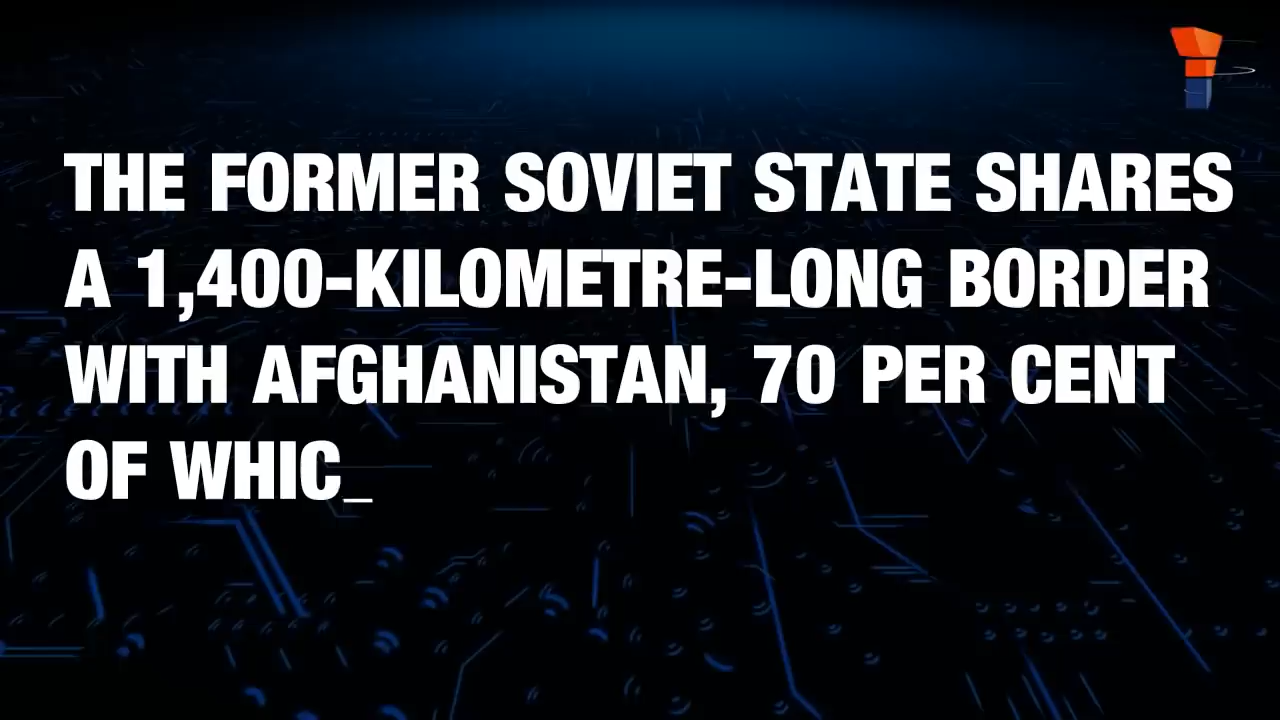 THE FORMER SOVIET STATE SHARES
A 1,400-KILOMETRE-LONG BORDER
WITH AFGHANISTAN, 70 PER CENT
OF WHIC_